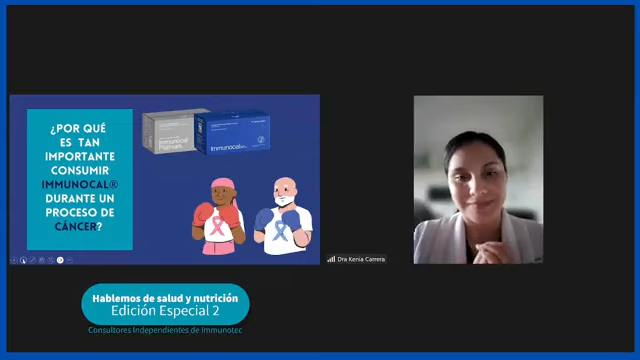 ¿POR QUÉ
ES TAN
IMPORTANTE
CONSUMIR
IMMUNOCAL®
DURANTE UN
PROCESO DE
CÁNCER?
Immunocal
Platinum
Immunocal
Dra Kenia Carrera
Hablemos de salud y nutrición
Edición Especial 2
Consultores Independientes de Immunotec